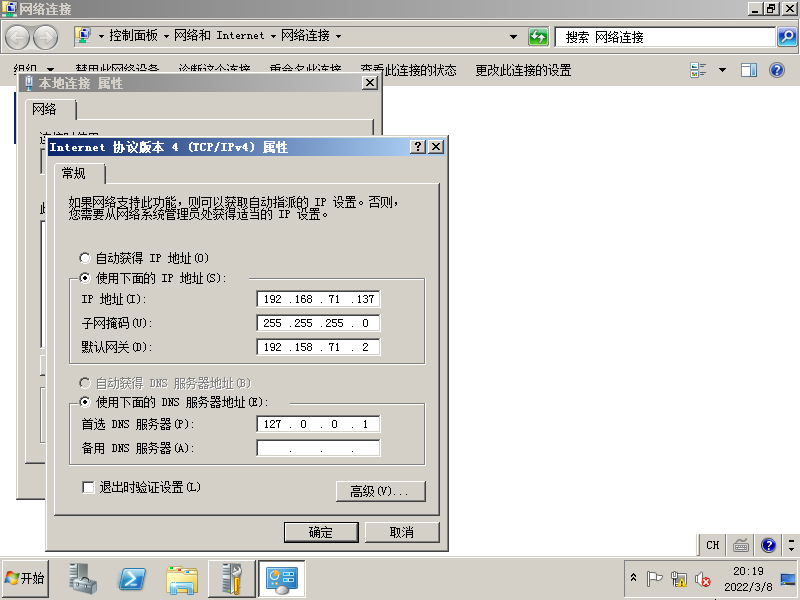 网络连接
控制面板 网络和 Internet 网络连接
搜索 网络连接
组织 禁用此网络设备 诊断这个连接 重命名此连接 查看此连接的状态 更改此连接的设置
本地连接 属性
网络
连接时使用
Internet 协议版本 4 (TCP/IPv4) 属性
常规
如果网络支持此功能，则可以获取自动指派的 IP 设置。否则，
您需要从网络系统管理员处获得适当的 IP 设置。
自动获得 IP 地址(O)
使用下面的 IP 地址(S):
IP 地址(I): 192 .168 . 71 .137
子网掩码(U): 255 .255 .255 . 0
默认网关(D): 192 .158 . 71 . 2
自动获得 DNS 服务器地址(B)
使用下面的 DNS 服务器地址(E):
首选 DNS 服务器(P): 127 . 0 . 0 . 1
备用 DNS 服务器(A): . . .
退出时验证设置(L)
高级(V)...
确定 取消
CH
开始
20:19
2022/3/8